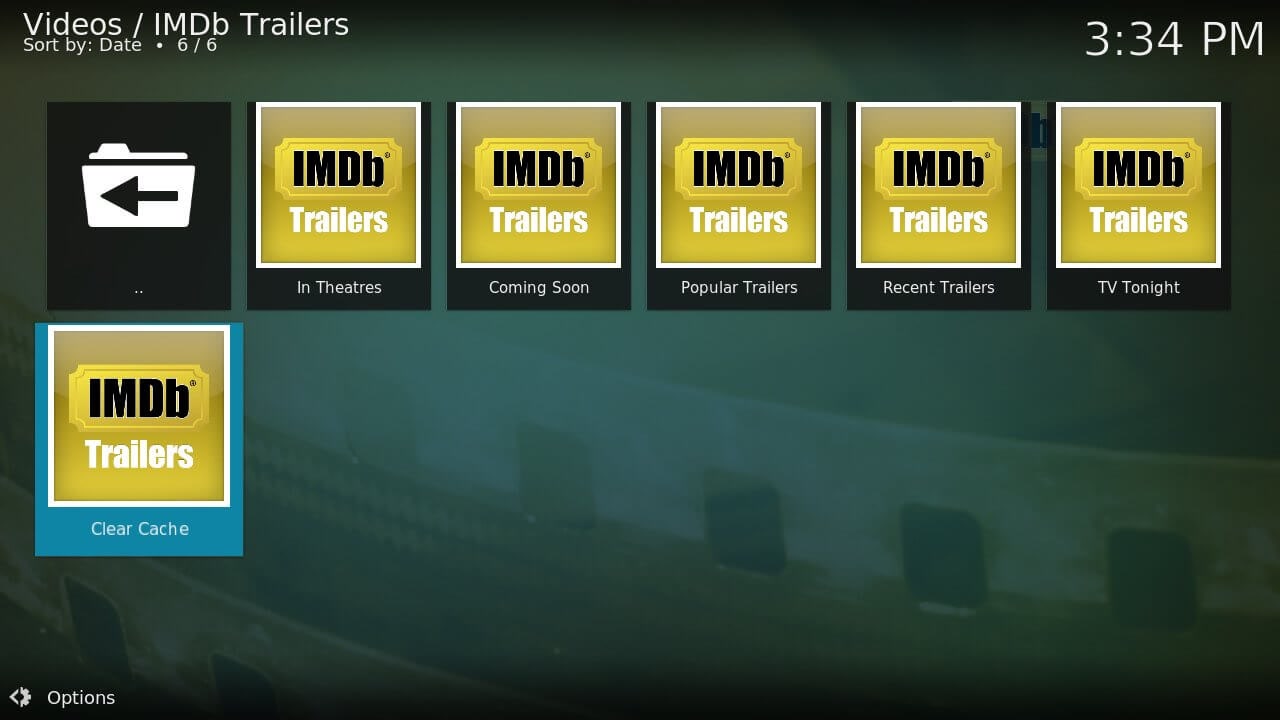 Videos / IMDb Trailers
Sort by: Date • 6 / 6
3:34 PM
IMDb®
Trailers
IMDb®
Trailers
IMDb®
Trailers
IMDb®
Trailers
b
IMDb®
Trailers
..
In Theatres
Coming Soon
Popular Trailers
Recent Trailers
TV Tonight
IMDb®
Trailers
Clear Cache
Options